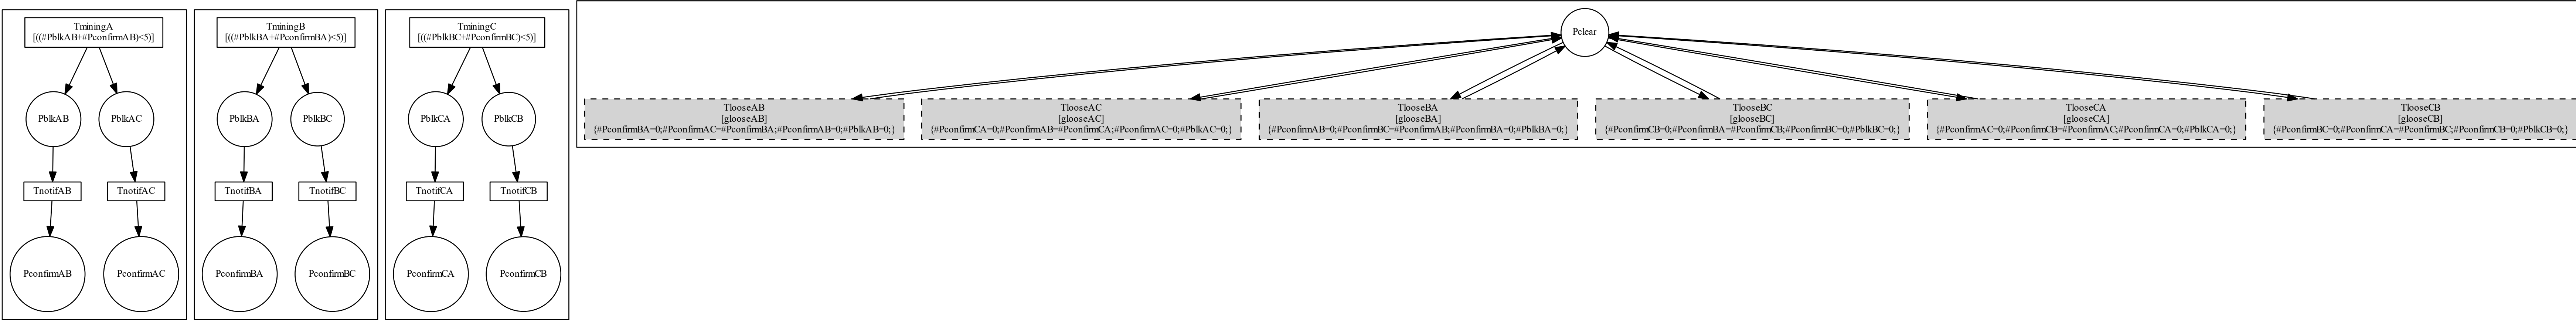 TminingA
[((#PblkAB+#PconfirmAB)<5)]
PblkAB
PblkAC
TnotifAB
TnotifAC
PconfirmAB
PconfirmAC
TminingB
[((#PblkBA+#PconfirmBA)<5)]
PblkBA
PblkBC
TnotifBA
TnotifBC
PconfirmBA
PconfirmBC
TminingC
[((#PblkBC+#PconfirmBC)<5)]
PblkCA
PblkCB
TnotifCA
TnotifCB
PconfirmCA
PconfirmCB
Pclear
TlooseAB
[glooseAB]
{#PconfirmBA=0;#PconfirmAC=#PconfirmBA;#PconfirmAB=0;#PblkAB=0;}
TlooseAC
[glooseAC]
{#PconfirmCA=0;#PconfirmAB=#PconfirmCA;#PconfirmAC=0;#PblkAC=0;}
TlooseBA
[glooseBA]
{#PconfirmAB=0;#PconfirmBC=#PconfirmAB;#PconfirmBA=0;#PblkBA=0;}
TlooseBC
[glooseBC]
{#PconfirmCB=0;#PconfirmBA=#PconfirmCB;#PconfirmBC=0;#PblkBC=0;}
TlooseCA
[glooseCA]
{#PconfirmAC=0;#PconfirmCB=#PconfirmAC;#PconfirmCA=0;#PblkCA=0;}
TlooseCB
[glooseCB]
{#PconfirmBC=0;#PconfirmCA=#PconfirmBC;#PconfirmCB=0;#PblkCB=0;}